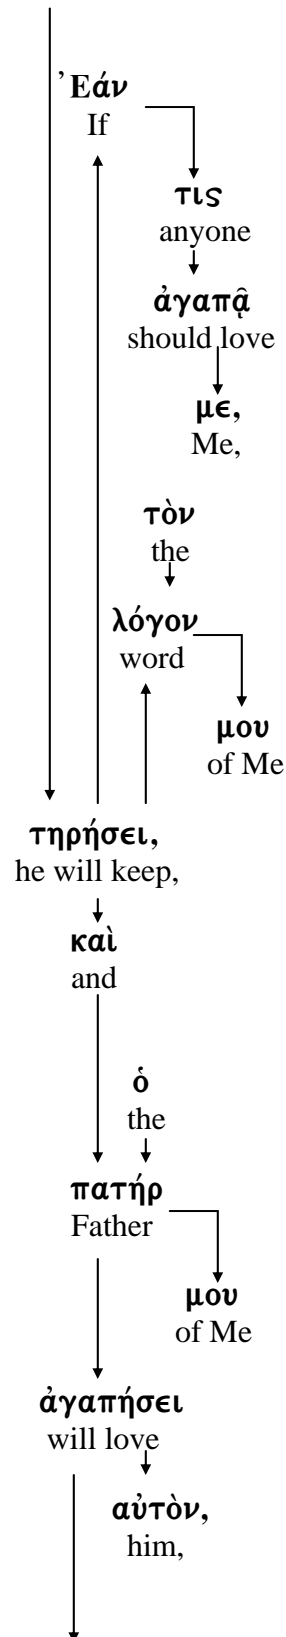 Ἐάν
If
τις
anyone
ἀγαπᾷ
should love
με,
Me,
τὸν
the
λόγον
word
μου
of Me
τηρήσει,
he will keep,
καὶ
and
ὁ
the
πατήρ
Father
μου
of Me
ἀγαπήσει
will love
αὐτὸν,
him,